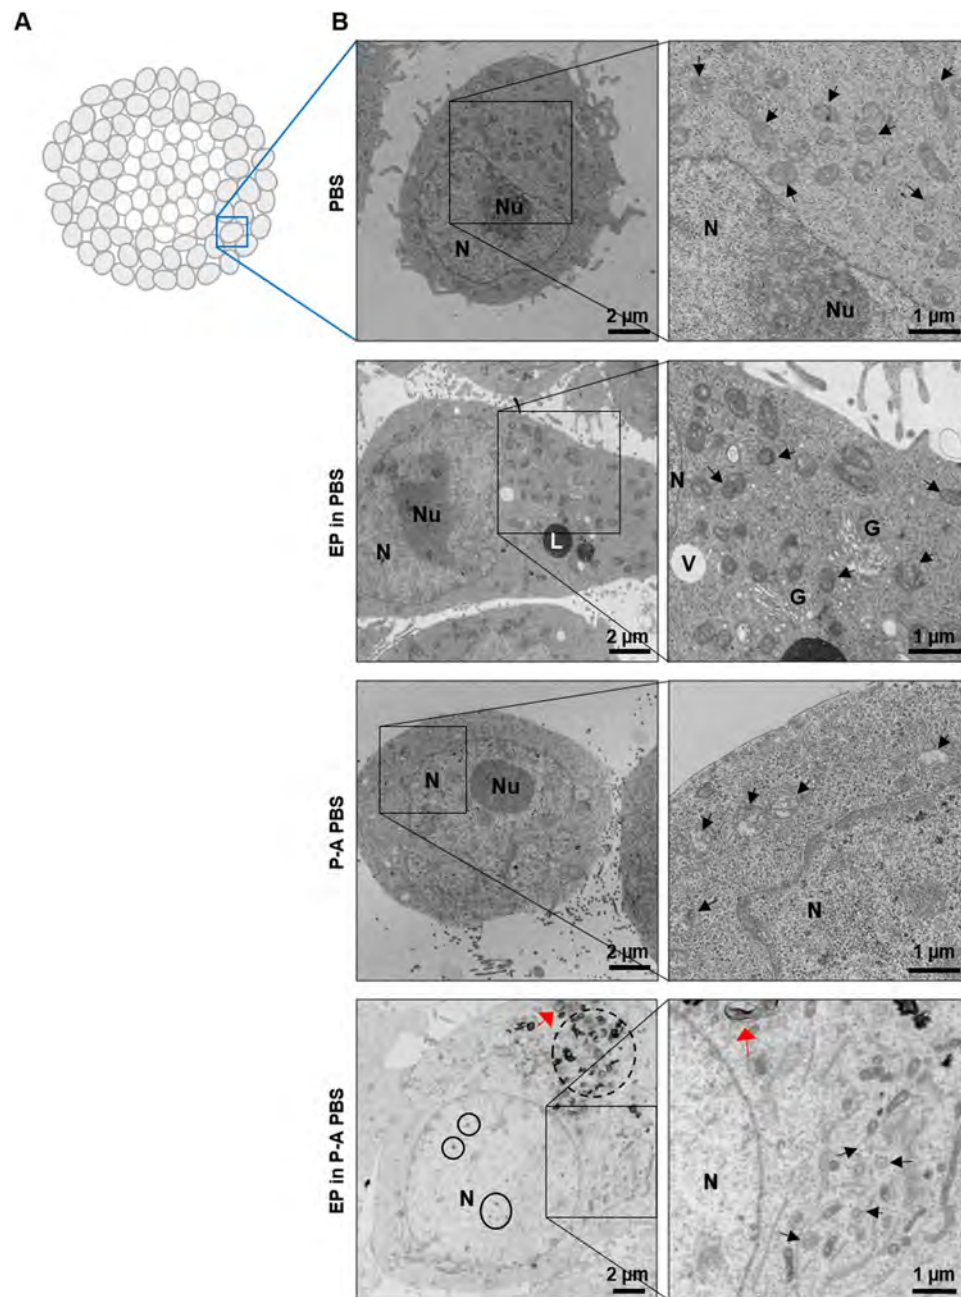 A
B
PBS
Nu
N
2 µm
N
Nu
1 µm
EP in PBS
Nu
N
L
2 µm
N
G
V
G
1 µm
P-A PBS
N
Nu
2 µm
N
1 µm
EP in P-A PBS
N
2 µm
N
1 µm